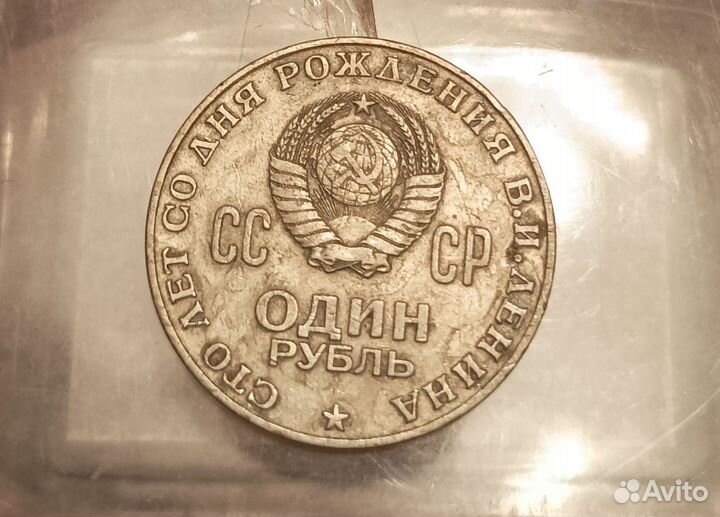 СТО ЛЕТ СО ДНЯ РОЖДЕНИЯ В.И.ЛЕНИНА
СС СР
ОДИН
РУБЛЬ
Avito